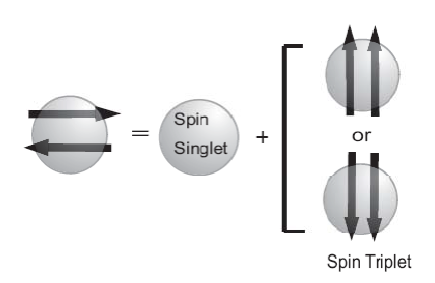 =
Spin
Singlet
+
or
Spin Triplet